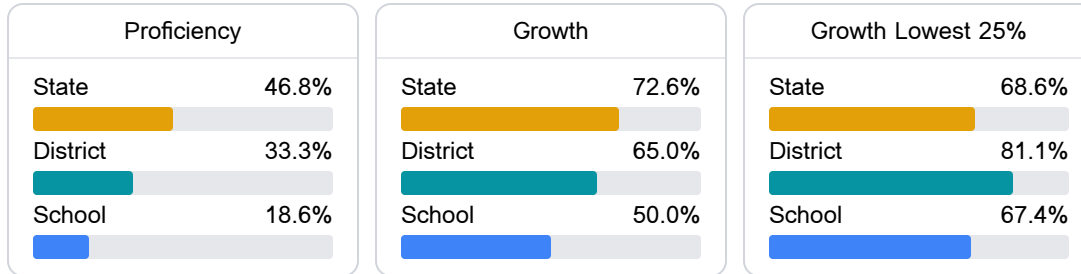 Proficiency
State 46.8%
District 33.3%
School 18.6%
Growth
State 72.6%
District 65.0%
School 50.0%
Growth Lowest 25%
State 68.6%
District 81.1%
School 67.4%